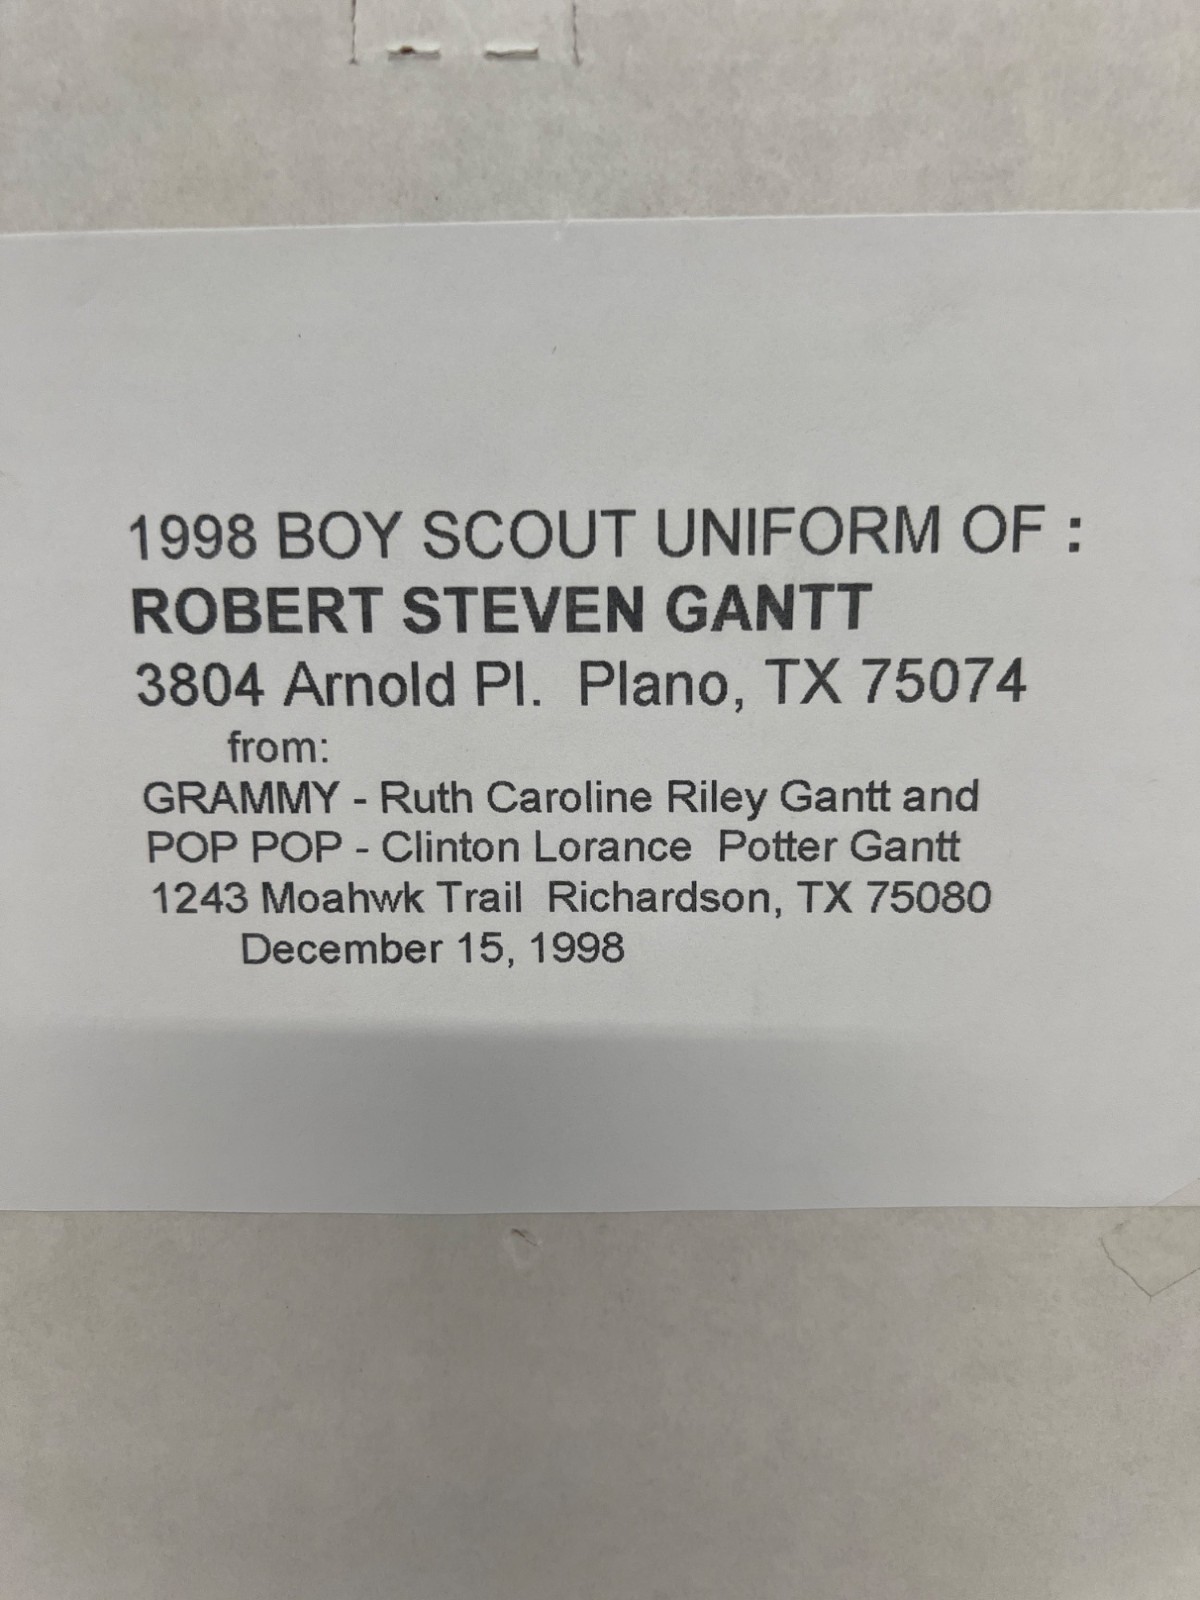 1998 BOY SCOUT UNIFORM OF :
ROBERT STEVEN GANTT
3804 Arnold Pl.  Plano, TX 75074
from:
GRAMMY - Ruth Caroline Riley Gantt and
POP POP - Clinton Lorance  Potter Gantt
1243 Moahwk Trail  Richardson, TX 75080
December 15, 1998